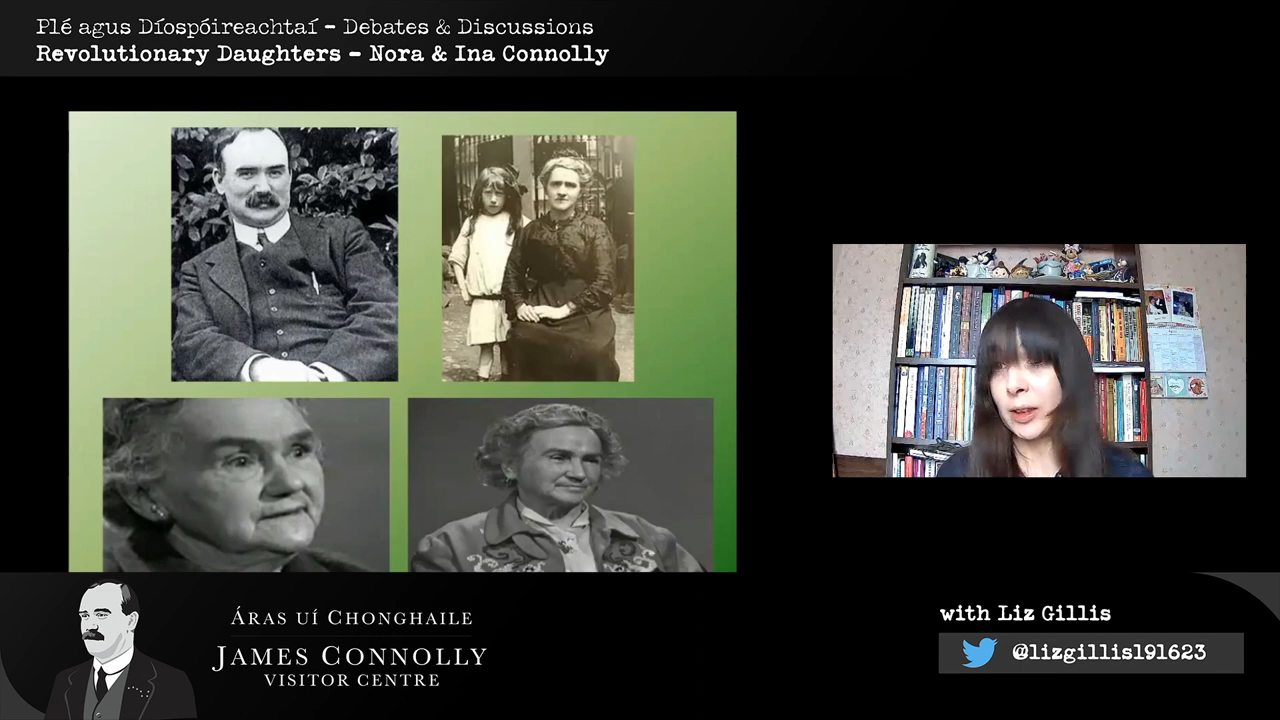 Plé agus Díospóireachtaí – Debates & Discussions
Revolutionary Daughters – Nora & Ina Connolly
Áras uí Chonghaile
James Connolly
Visitor Centre
with Liz Gillis
@lizgillis191623